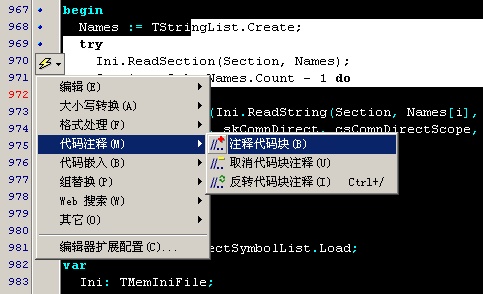 967 begin
968 Names := TStringList.Create;
969 try
970 Ini.ReadSection(Section, Names);
971 Names.Count - 1 do
972
973 (Ini.ReadString(Section, Names[i],
974 skCompDirect, csCompDirectScope,
975
976
977
978
979
980
981 ectSymbolList.Load;
982 var
983 Ini: TMemIniFile;
编辑(E)
大小写转换(A)
格式处理(F)
代码注释(M)
代码嵌入(B)
组替换(P)
Web 搜索(W)
其它(O)
编辑器扩展配置(C)...
注释代码块(B)
取消代码块注释(U)
反转代码块注释(I) Ctrl+/